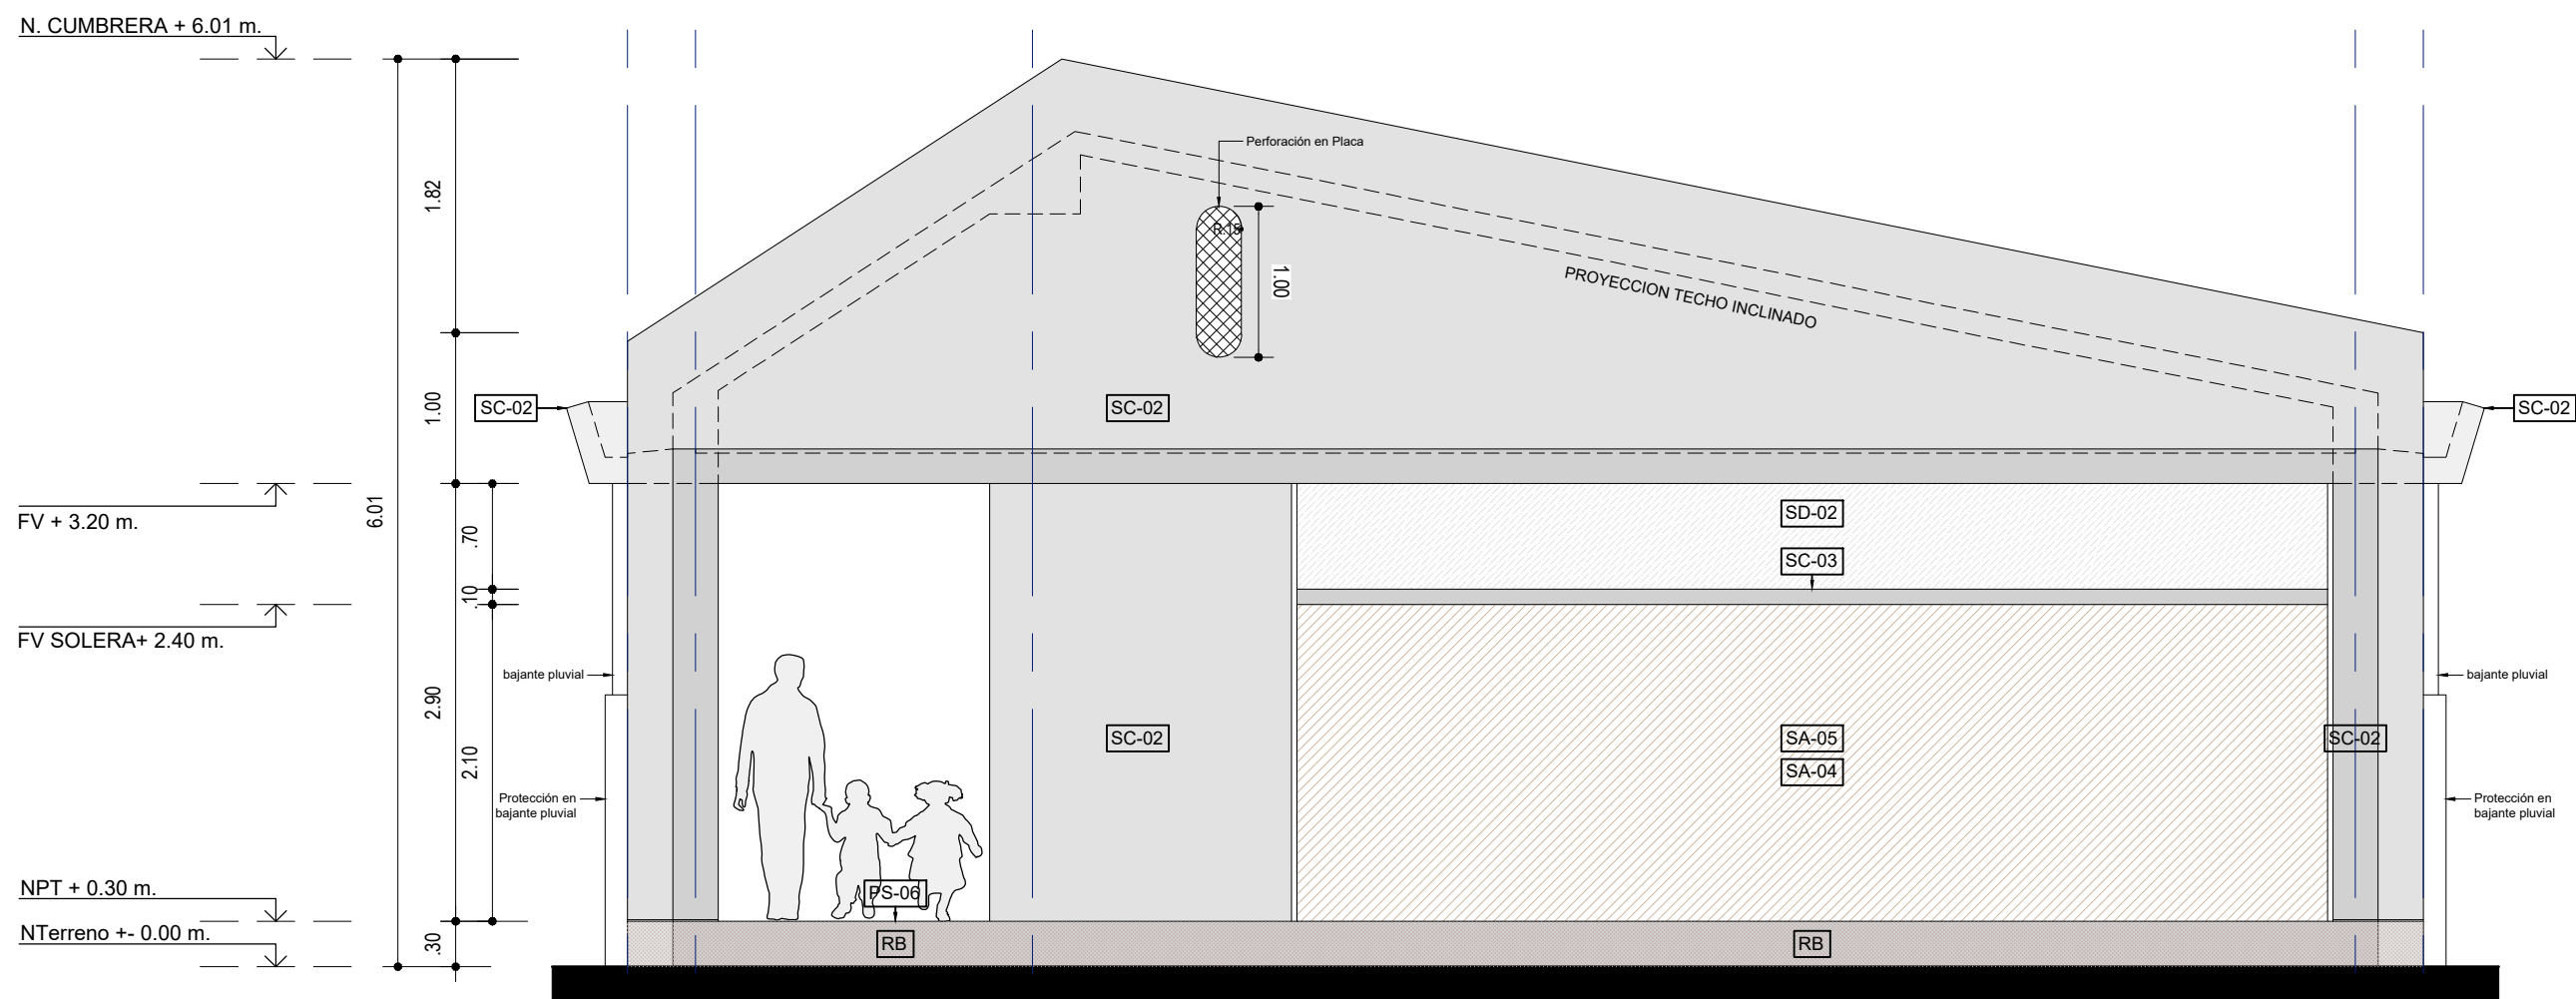 N. CUMBRERA + 6.01 m.
Perforación en Placa
1.82
R.15
1.00
PROYECCION TECHO INCLINADO
1.00
SC-02
SC-02
SC-02
6.01
FV + 3.20 m.
.70
SD-02
SC-03
.10
FV SOLERA+ 2.40 m.
bajante pluvial
bajante pluvial
2.90
2.10
SC-02
SA-05
SA-04
SC-02
Protección en
bajante pluvial
Protección en
bajante pluvial
NPT + 0.30 m.
PS-06
NTerreno +- 0.00 m.
.30
RB
RB